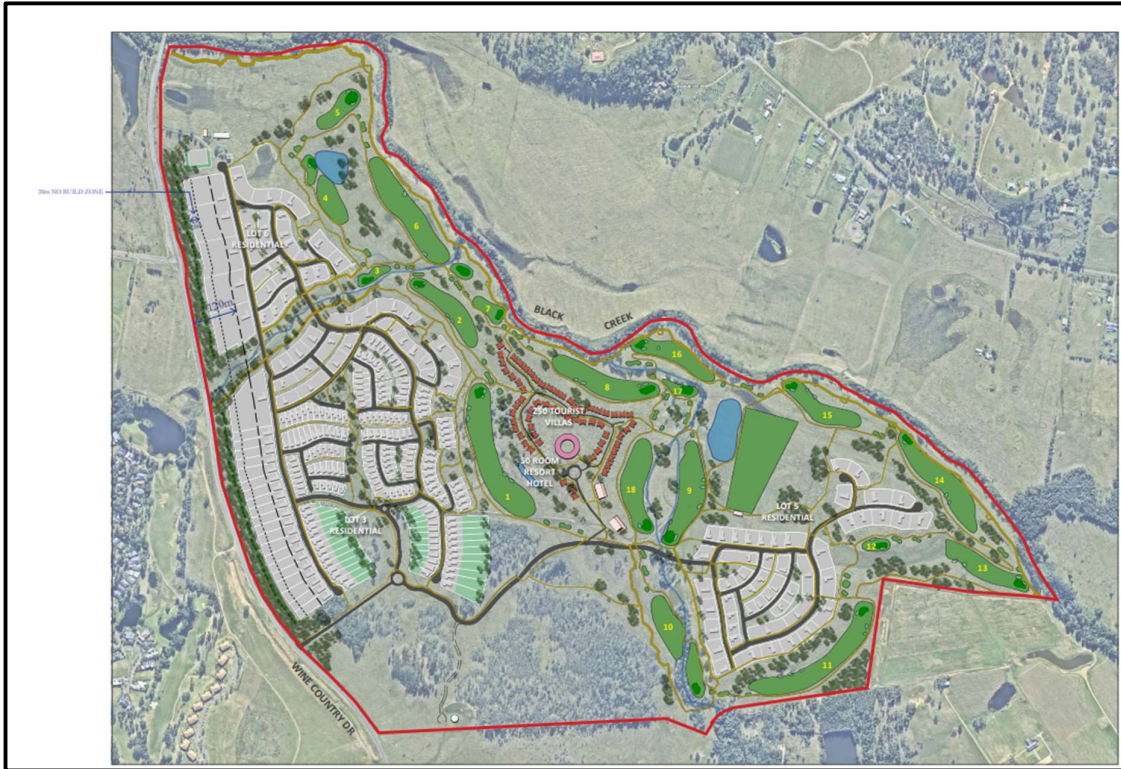 5
20m NO BUILD ZONE
4
6
LOT 6
RESIDENTIAL
3
120m
2
7
BLACK
CREEK
16
8
17
15
250 TOURIST
VILLAS
50 ROOM
RESORT
HOTEL
1
18
9
14
LOT 5
RESIDENTIAL
LOT 3
RESIDENTIAL
12
13
10
11
WINE COUNTRY DR